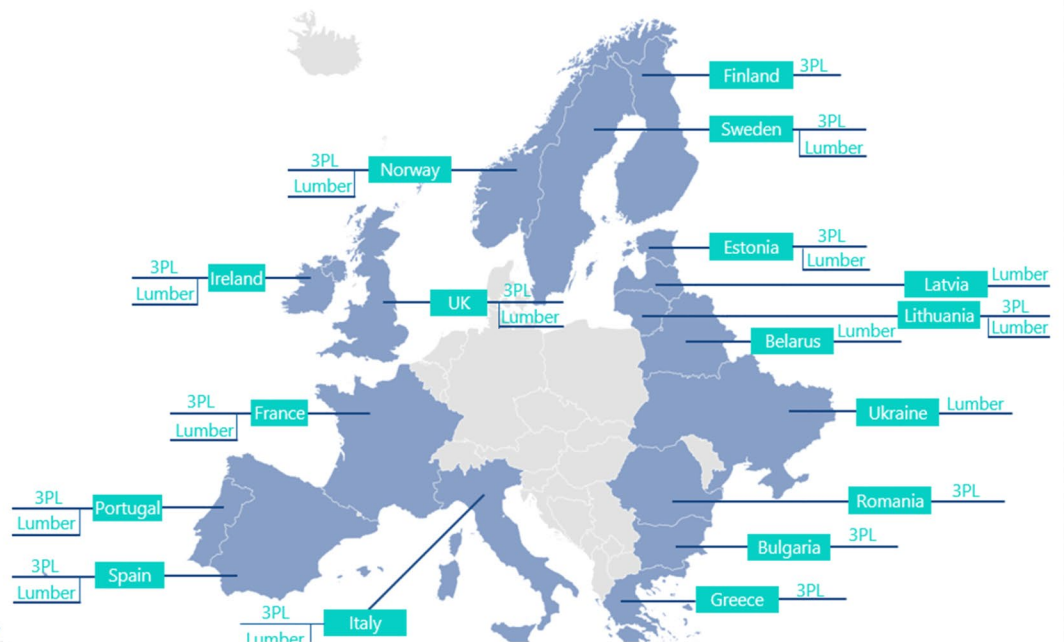 Finland 3PL
Sweden 3PL
Lumber
3PL Norway
Lumber
Estonia 3PL
Lumber
3PL Ireland
Lumber
Latvia Lumber
UK 3PL
Lumber
Lithuania 3PL
Lumber
Belarus Lumber
3PL France
Lumber
Ukraine Lumber
3PL Portugal
Lumber
Romania 3PL
Bulgaria 3PL
3PL Spain
Lumber
Greece 3PL
3PL Italy
Lumber